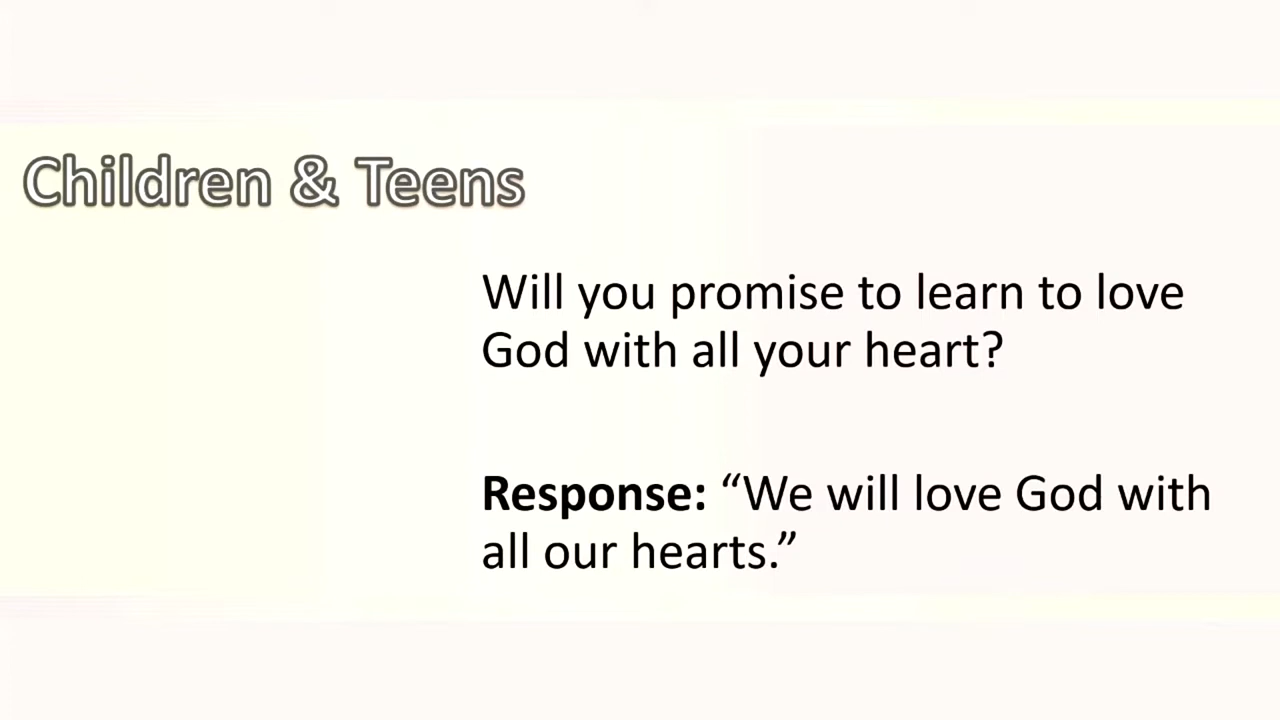 Children & Teens
Will you promise to learn to love
God with all your heart?
Response: “We will love God with
all our hearts.”